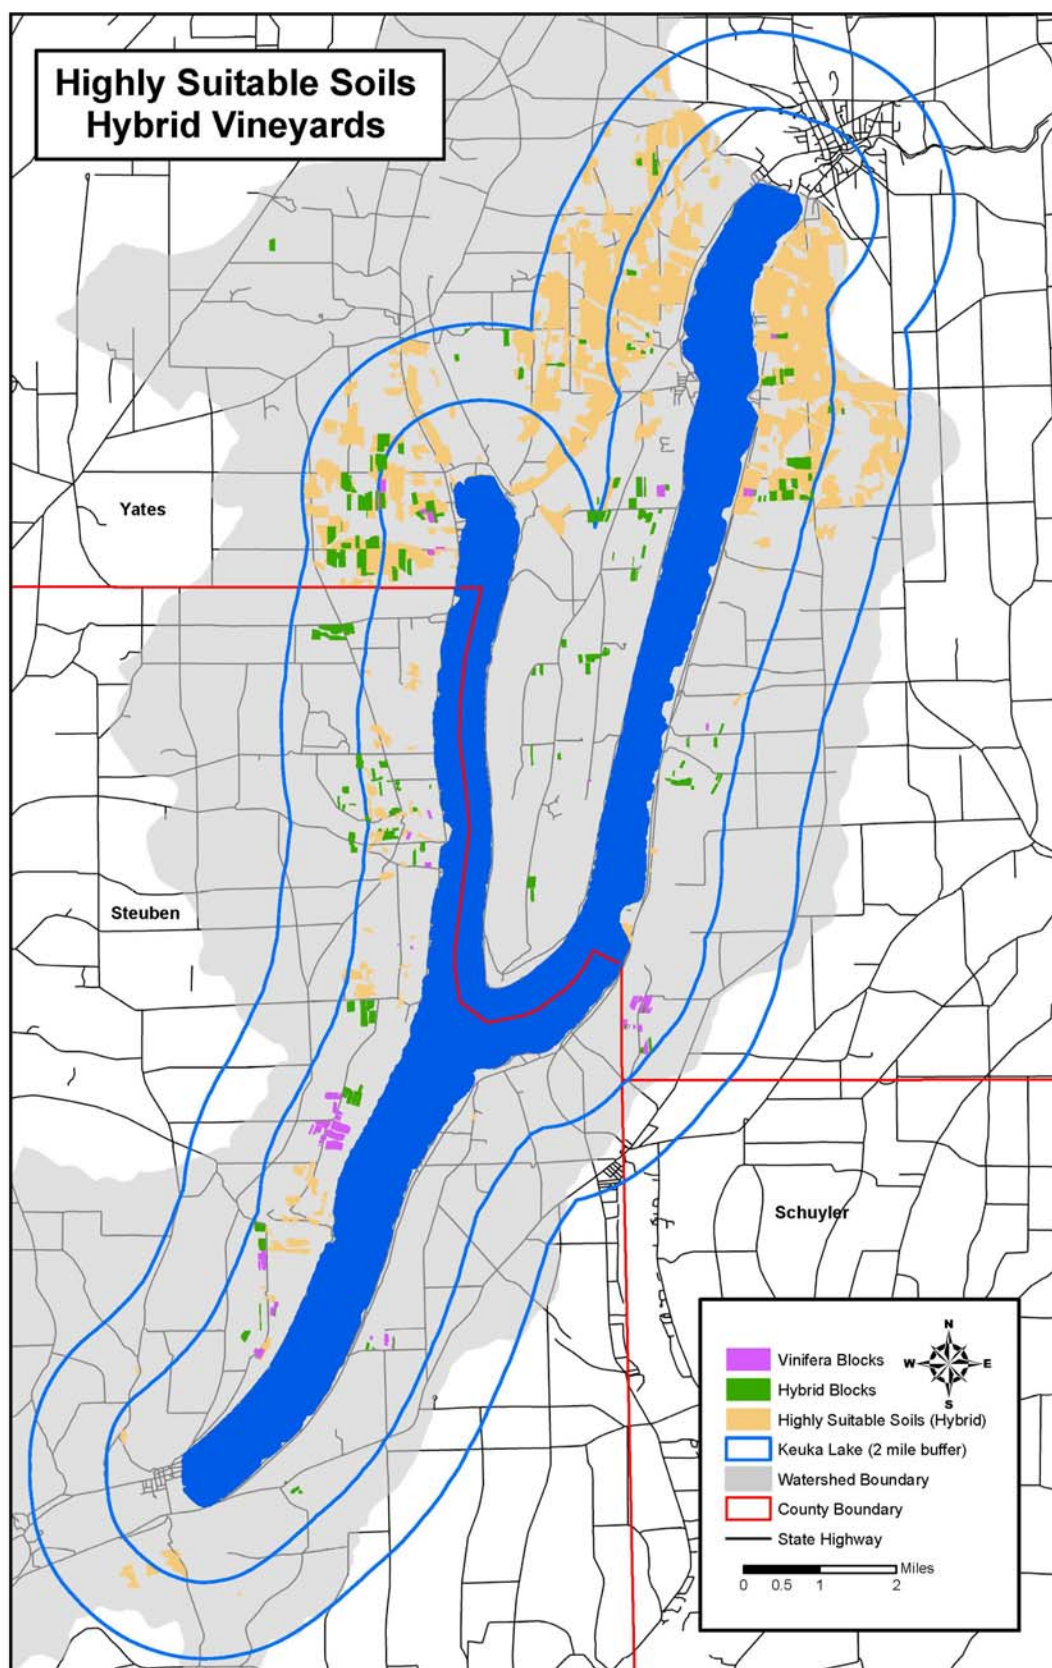 Highly Suitable Soils
Hybrid Vineyards
Yates
Steuben
Schuyler
N
W E
S
Vinifera Blocks
Hybrid Blocks
Highly Suitable Soils (Hybrid)
Keuka Lake (2 mile buffer)
Watershed Boundary
County Boundary
State Highway
Miles
0 0.5 1 2